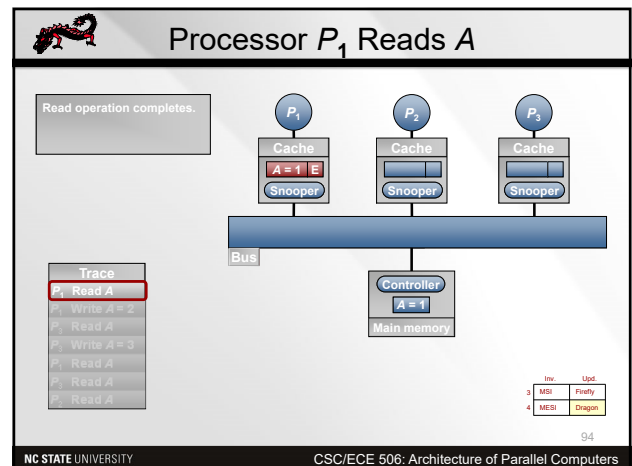 Processor P1 Reads A
Read operation completes.
P1
P2
P3
Cache
Cache
Cache
A = 1 E
Snooper
Snooper
Snooper
Bus
Trace
P1 Read A
P1 Write A = 2
P3 Read A
P3 Write A = 3
P1 Read A
P1 Read A
P2 Read A
Controller
A = 1
Main memory
Inv. Upd.
3 MSI Firefly
4 MESI Dragon
94
NC STATE UNIVERSITY
CSC/ECE 506: Architecture of Parallel Computers